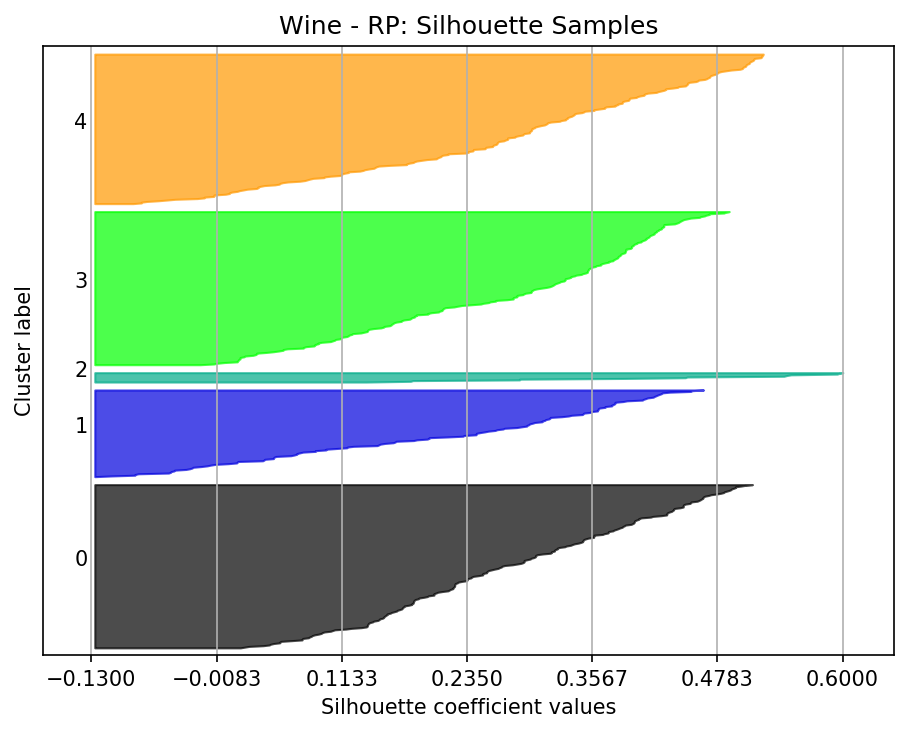 Wine - RP: Silhouette Samples
Cluster label
4
3
2
1
0
−0.1300 −0.0083 0.1133 0.2350 0.3567 0.4783 0.6000
Silhouette coefficient values